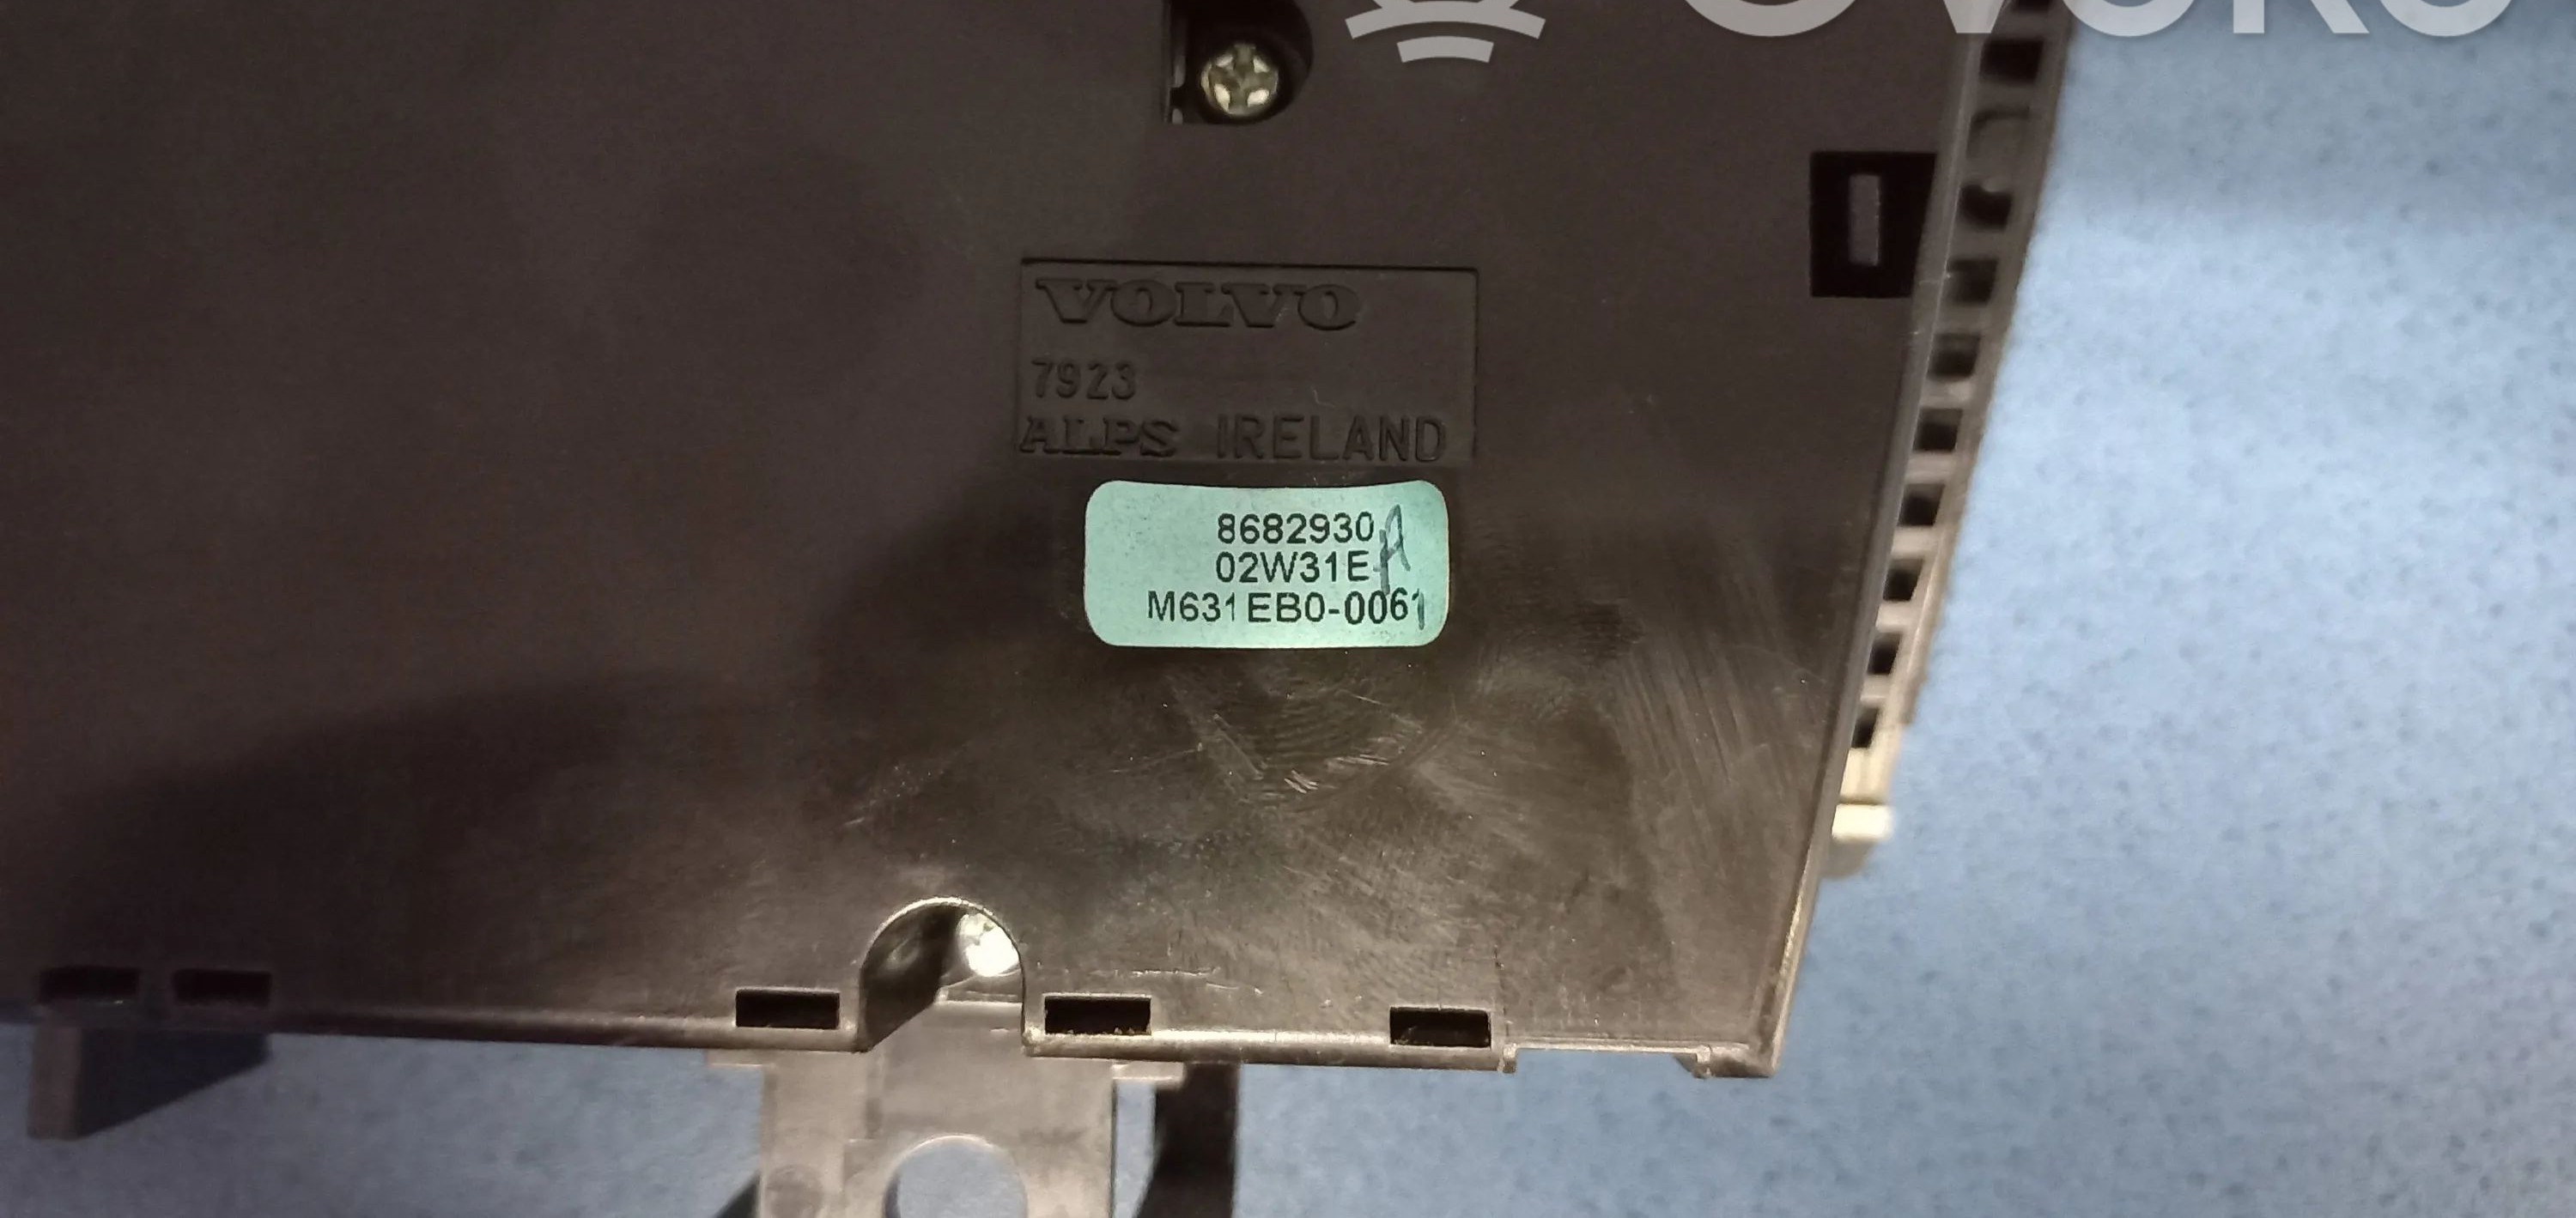 VOLVO
7923
ALPS IRELAND
8682930
A
02W31E
M631EB0-0061